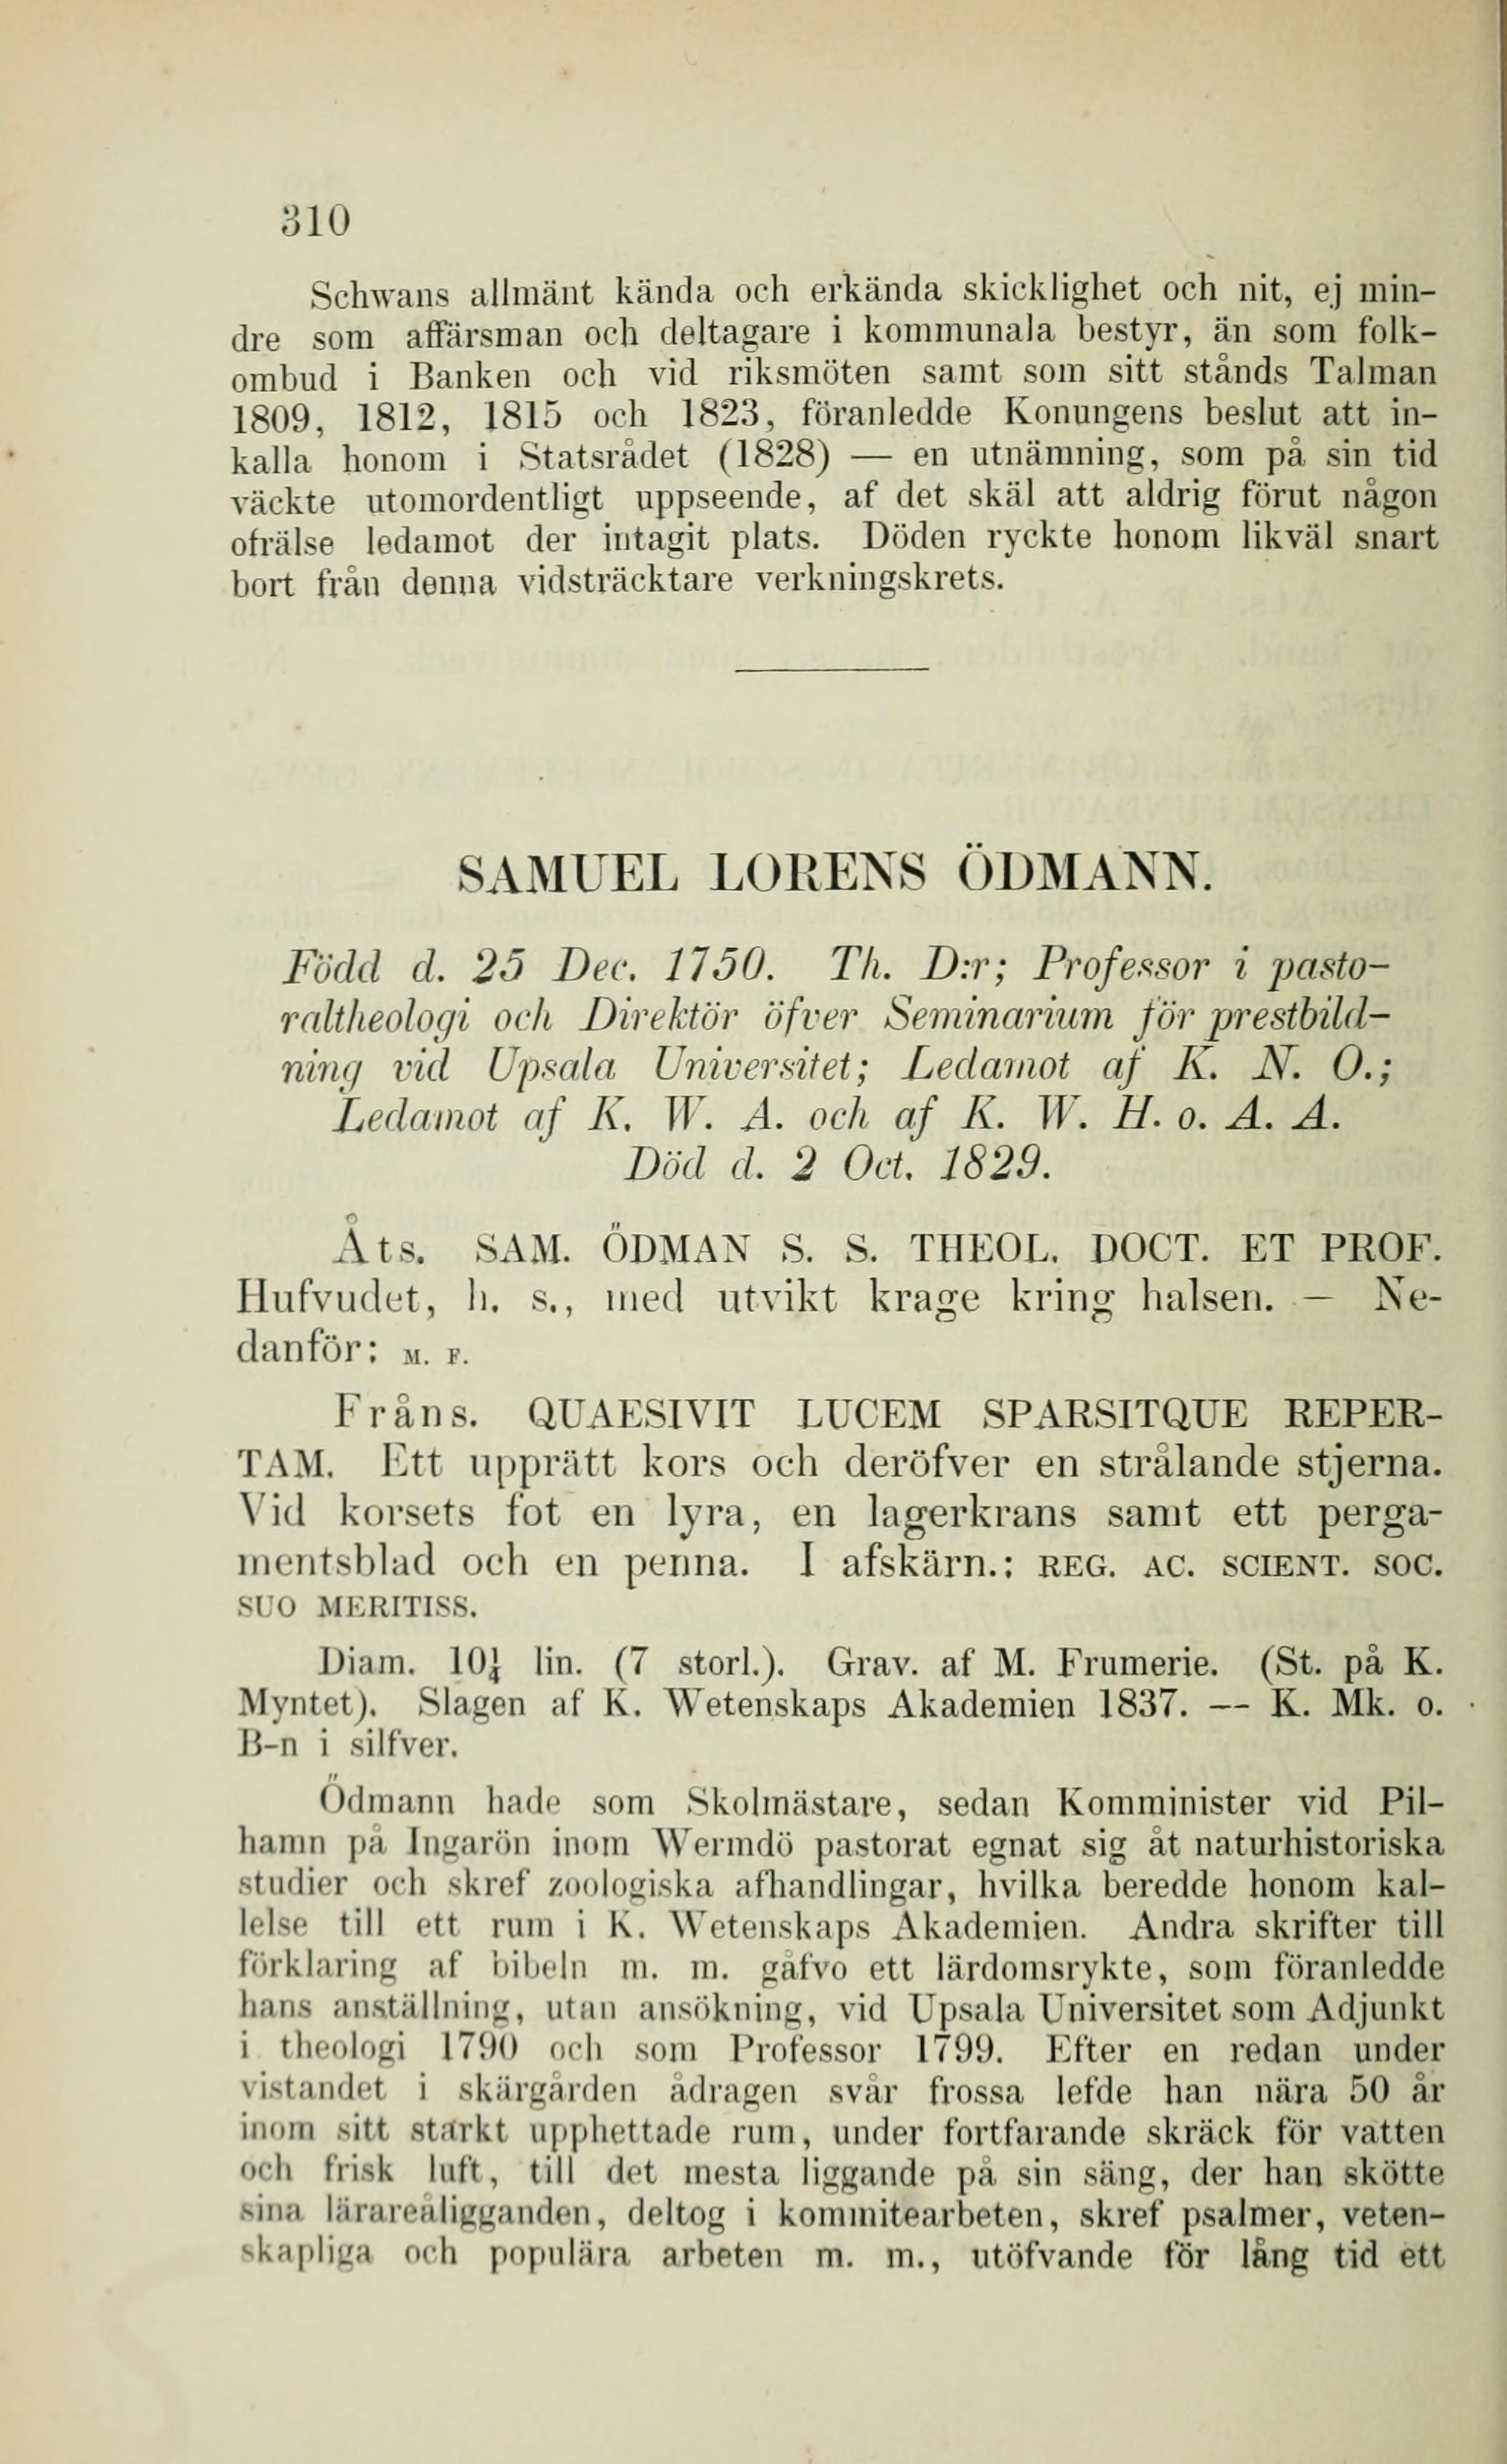 310
Schwans allmänt kända och erkända skicklighet och nit, ej min-
dre som affärsman och deltagare i kommunala bestyr, än som folk-
ombud i Banken och vid riksmöten samt som sitt stånds Talman
1809, 1812, 1815 och 1823, föranledde Konungens beslut att in-
kalla honom i Statsrådet (1828) — en utnämning, som på sin tid
väckte utomordentligt uppseende, af det skäl att aldrig förut någon
ofrälse ledamot der intagit plats. Döden ryckte honom likväl snart
bort från denna vidsträcktare verkningskrets.
SAMUEL LORENS ÖDMANN.
Född d. 25 Dec. 1750. Th. D:r; Professor i pasto-
raltheologi och Direktör öfver Seminarium för prestbild-
ning vid Upsala Universitet; Ledamot af K. N. O.;
Ledamot af K. W. A. och af K. W. H. o. A. A.
Död d. 2 Oct. 1829.
Åts. SAM. ÖDMAN S. S. THEOL. DOCT. ET PROF.
Hufvudet, h. s., med utvikt krage kring halsen. — Ne-
danför: M. F.
Fråns. QUAESIVIT LUCEM SPARSITQUE REPER-
TAM. Ett upprätt kors och deröfver en strålande stjerna.
Vid korsets fot en lyra, en lagerkrans samt ett perga-
mentsblad och en penna. I afskärn.: REG. AC. SCIENT. SOC.
SUO MERITISS.
Diam. 10¼ lin. (7 storl.). Grav. af M. Frumerie. (St. på K.
Myntet). Slagen af K. Wetenskaps Akademien 1837. — K. Mk. o.
B-n i silfver.
Ödmann hade som Skolmästare, sedan Komminister vid Pil-
hamn på Ingarön inom Wermdö pastorat egnat sig åt naturhistoriska
studier och skref zoologiska afhandlingar, hvilka beredde honom kal-
lelse till ett rum i K. Wetenskaps Akademien. Andra skrifter till
förklaring af bibeln m. m. gåfvo ett lärdomsrykte, som föranledde
hans anställning, utan ansökning, vid Upsala Universitet som Adjunkt
i theologi 1790 och som Professor 1799. Efter en redan under
vistandet i skärgården ådragen svår frossa lefde han nära 50 år
inom sitt starkt upphettade rum, under fortfarande skräck för vatten
och frisk luft, till det mesta liggande på sin säng, der han skötte
sina lärareåligganden, deltog i kommitearbeten, skref psalmer, veten-
skapliga och populära arbeten m. m., utöfvande för lång tid ett